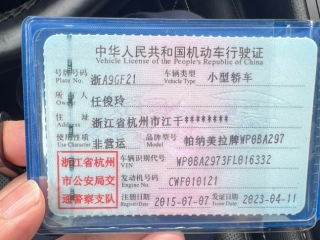 中华人民共和国机动车行驶证
Vehicle License of the People's Republic of China
号牌号码 浙A9GF21 车辆类型 小型轿车
Plate No. Vehicle Type
所有人 任俊玲
Owner
住址 浙江省杭州市江干********
Address
使用性质 非营运 品牌型号 帕纳美拉牌WP0BA297
Use Character Model
浙江省杭州 车辆识别代号 WP0BA2973FL016332
VIN
市公安局交 发动机号码 CWF010121
Engine No.
通警察支队 注册日期 2015-07-07 发证日期 2023-04-11
Register Date Issue Date